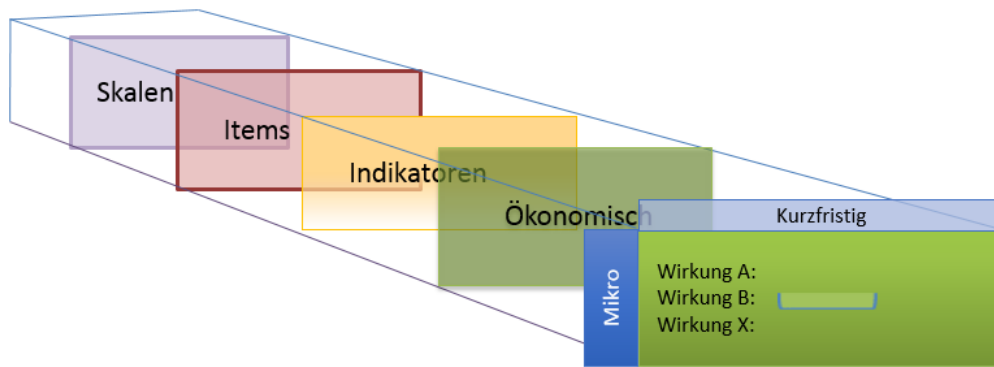 Skalen
Items
Indikatoren
Ökonomisch
Kurzfristig
Mikro
Wirkung A:
Wirkung B:
Wirkung X: